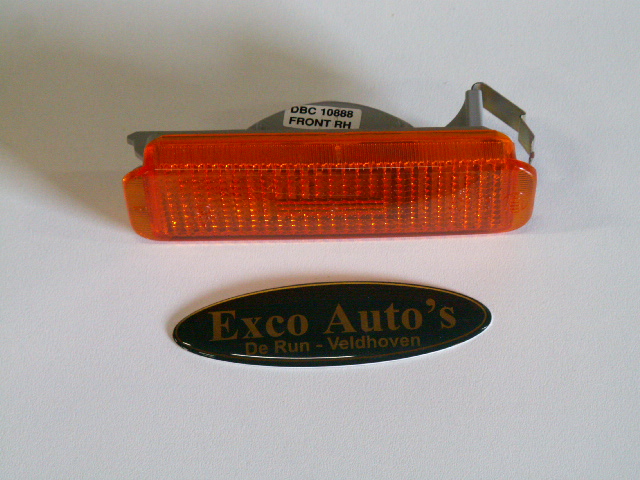 DBC 10888
FRONT RH
Exco Auto's
De Run - Veldhoven